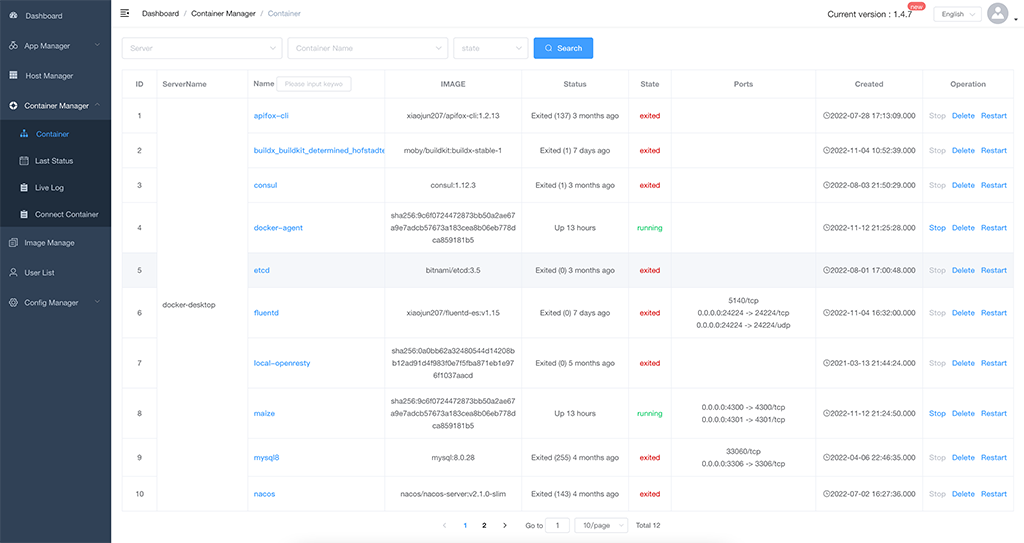 Dashboard
App Manager
Host Manager
Container Manager
Container
Last Status
Live Log
Connect Container
Image Manage
User List
Config Manager
Dashboard / Container Manager / Container
Current version : 1.4.7 new English
Server Container Name state Search
ID ServerName Name Please input keywo IMAGE Status State Ports Created Operation
docker-desktop
1 apifox-cli xiaojun207/apifox-cli:1.2.13 Exited (137) 3 months ago exited 2022-07-28 17:13:09.000 Stop Delete Restart
2 buildx_buildkit_determined_hofstadte moby/buildkit:buildx-stable-1 Exited (1) 7 days ago exited 2022-11-04 10:52:39.000 Stop Delete Restart
3 consul consul:1.12.3 Exited (1) 3 months ago exited 2022-08-03 21:50:29.000 Stop Delete Restart
sha256:9c6f0724472873bb50a2ae67
4 docker-agent a9e7adcb57673a183cea8b06eb778d Up 13 hours running 2022-11-12 21:25:28.000 Stop Delete Restart
ca859181b5
5 etcd bitnami/etcd:3.5 Exited (0) 3 months ago exited 2022-08-01 17:00:48.000 Stop Delete Restart
5140/tcp
6 fluentd xiaojun207/fluentd-es:v1.15 Exited (0) 7 days ago exited 0.0.0.0:24224 -> 24224/tcp 2022-11-04 16:32:00.000 Stop Delete Restart
0.0.0.0:24224 -> 24224/udp
sha256:0a0bb62a32480544d14208b
7 local-openresty b12ad91d4f983f0e7f5fba871eb1e97 Exited (0) 5 months ago exited 2021-03-13 21:44:24.000 Stop Delete Restart
6f1037aacd
sha256:9c6f0724472873bb50a2ae67
8 maize a9e7adcb57673a183cea8b06eb778d Up 13 hours running 0.0.0.0:4300 -> 4300/tcp 2022-11-12 21:24:50.000 Stop Delete Restart
ca859181b5 0.0.0.0:4301 -> 4301/tcp
33060/tcp
9 mysql8 mysql:8.0.28 Exited (255) 4 months ago exited 0.0.0.0:3306 -> 3306/tcp 2022-04-06 22:46:35.000 Stop Delete Restart
10 nacos nacos/nacos-server:v2.1.0-slim Exited (143) 4 months ago exited 2022-07-02 16:27:36.000 Stop Delete Restart
1 2 Go to 1 10/page Total 12